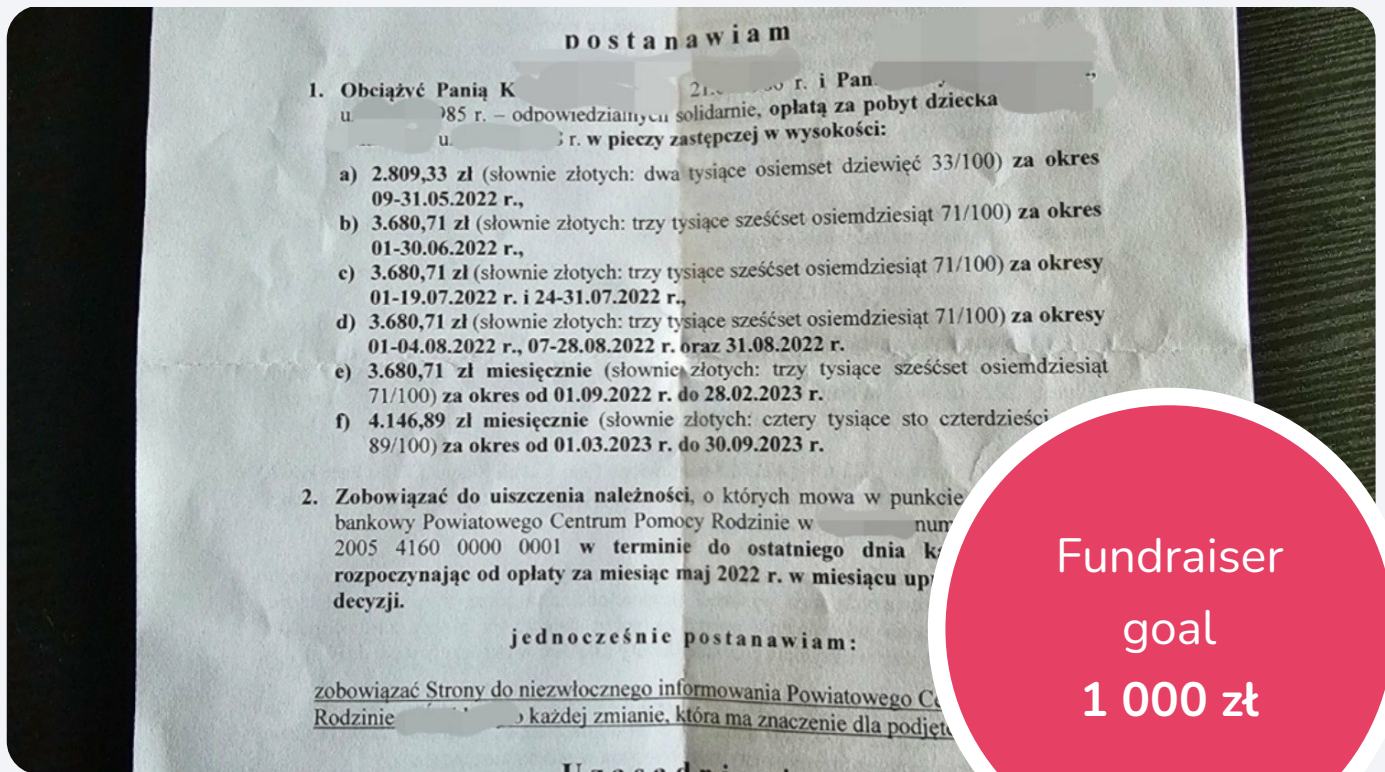 postanawiam
1. Obciążyć Panią K r. i Pan
u. 985 r. – odpowiedzialnych solidarnie, opłatą za pobyt dziecka
u. r. w pieczy zastępczej w wysokości:
a) 2.809,33 zł (słownie złotych: dwa tysiące osiemset dziewięć 33/100) za okres
09-31.05.2022 r.,
b) 3.680,71 zł (słownie złotych: trzy tysiące sześćset osiemdziesiąt 71/100) za okres
01-30.06.2022 r.,
c) 3.680,71 zł (słownie złotych: trzy tysiące sześćset osiemdziesiąt 71/100) za okresy
01-19.07.2022 r. i 24-31.07.2022 r.,
d) 3.680,71 zł (słownie złotych: trzy tysiące sześćset osiemdziesiąt 71/100) za okresy
01-04.08.2022 r., 07-28.08.2022 r. oraz 31.08.2022 r.
e) 3.680,71 zł miesięcznie (słownie złotych: trzy tysiące sześćset osiemdziesiąt
71/100) za okres od 01.09.2022 r. do 28.02.2023 r.
f) 4.146,89 zł miesięcznie (słownie złotych: cztery tysiące sto czterdzieści
89/100) za okres od 01.03.2023 r. do 30.09.2023 r.
2. Zobowiązać do uiszczenia należności, o których mowa w punkcie
bankowy Powiatowego Centrum Pomocy Rodzinie w num
2005 4160 0000 0001 w terminie do ostatniego dnia
rozpoczynając od opłaty za miesiąc maj 2022 r. w miesiącu
decyzji.
jednocześnie postanawiam:
zobowiązać Strony do niezwłocznego informowania Powiatowego
Rodzinie każdej zmianie, która ma znaczenie dla
Fundraiser
goal
1 000 zł